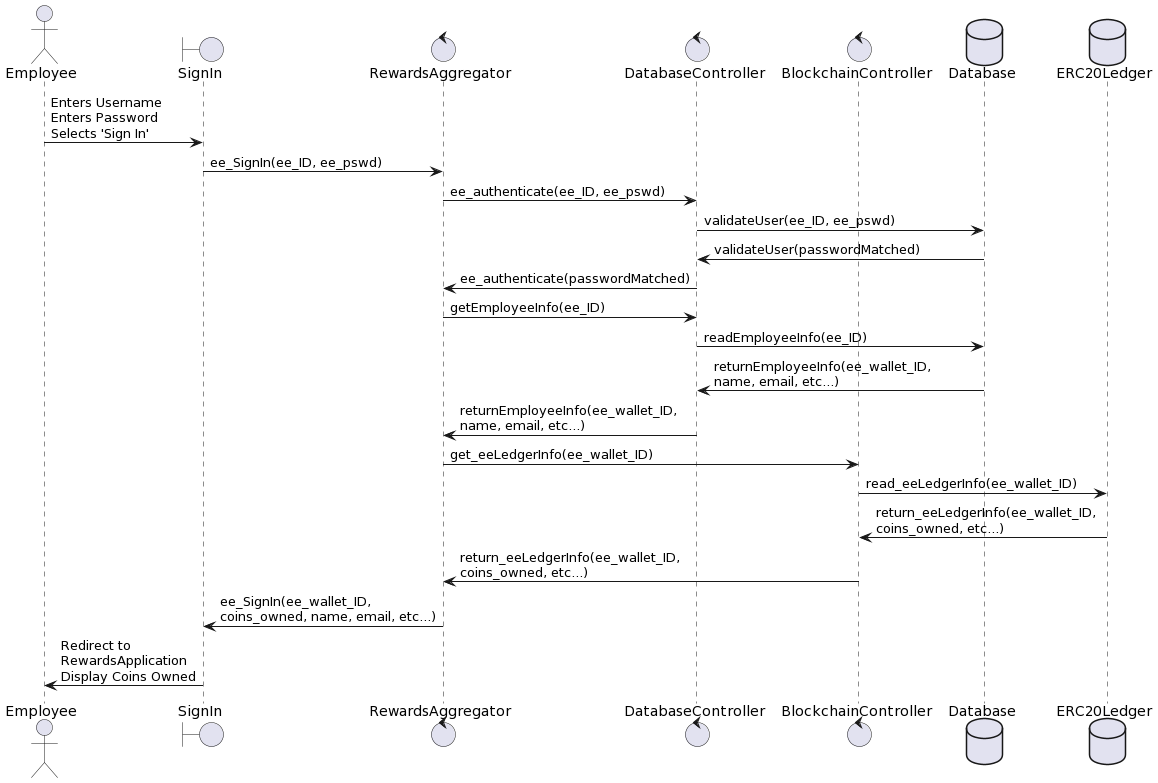 Employee
SignIn
RewardsAggregator
DatabaseController
BlockchainController
Database
ERC20Ledger
Enters Username
Enters Password
Selects 'Sign In'
ee_SignIn(ee_ID, ee_pswd)
ee_authenticate(ee_ID, ee_pswd)
validateUser(ee_ID, ee_pswd)
validateUser(passwordMatched)
ee_authenticate(passwordMatched)
getEmployeeInfo(ee_ID)
readEmployeeInfo(ee_ID)
returnEmployeeInfo(ee_wallet_ID,
name, email, etc...)
returnEmployeeInfo(ee_wallet_ID,
name, email, etc...)
get_eeLedgerInfo(ee_wallet_ID)
read_eeLedgerInfo(ee_wallet_ID)
return_eeLedgerInfo(ee_wallet_ID,
coins_owned, etc...)
return_eeLedgerInfo(ee_wallet_ID,
coins_owned, etc...)
ee_SignIn(ee_wallet_ID,
coins_owned, name, email, etc...)
Redirect to
RewardsApplication
Display Coins Owned
Employee
SignIn
RewardsAggregator
DatabaseController
BlockchainController
Database
ERC20Ledger